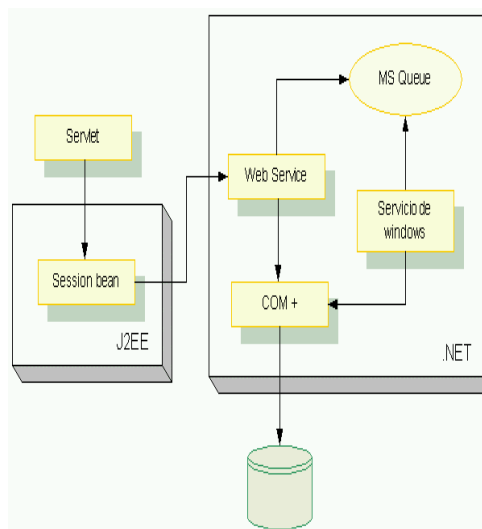 MS Queue
Servlet
Web Service
Servicio de
windows
Session bean
COM +
J2EE
.NET